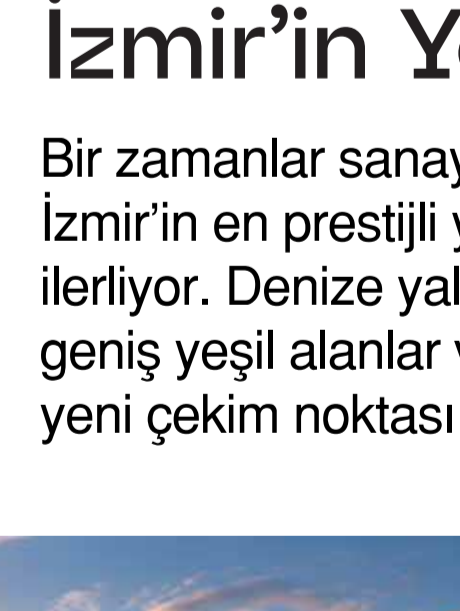 İzmir’in
Bir zamanlar
İzmir’in en prestijli
ilerliyor. Denize
geniş yeşil alanlar
yeni çekim noktası